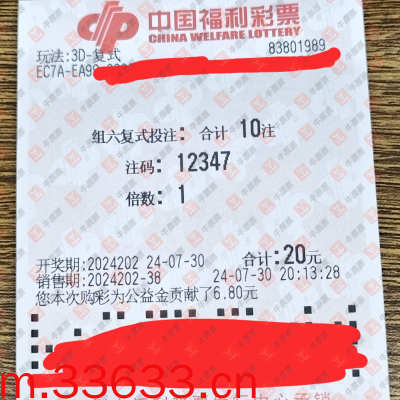 中国福利彩票
CHINA WELFARE LOTTERY
玩法:3D-复式 83801989
EC7A-EA9
组六复式投注: 合计 10注
注码: 12347
倍数: 1
开奖期:2024202 24-07-30 合计:20元
销售期:2024202-38 24-07-30 20:13:28
您本次购彩为公益金贡献了6.80元
m.33633.cn